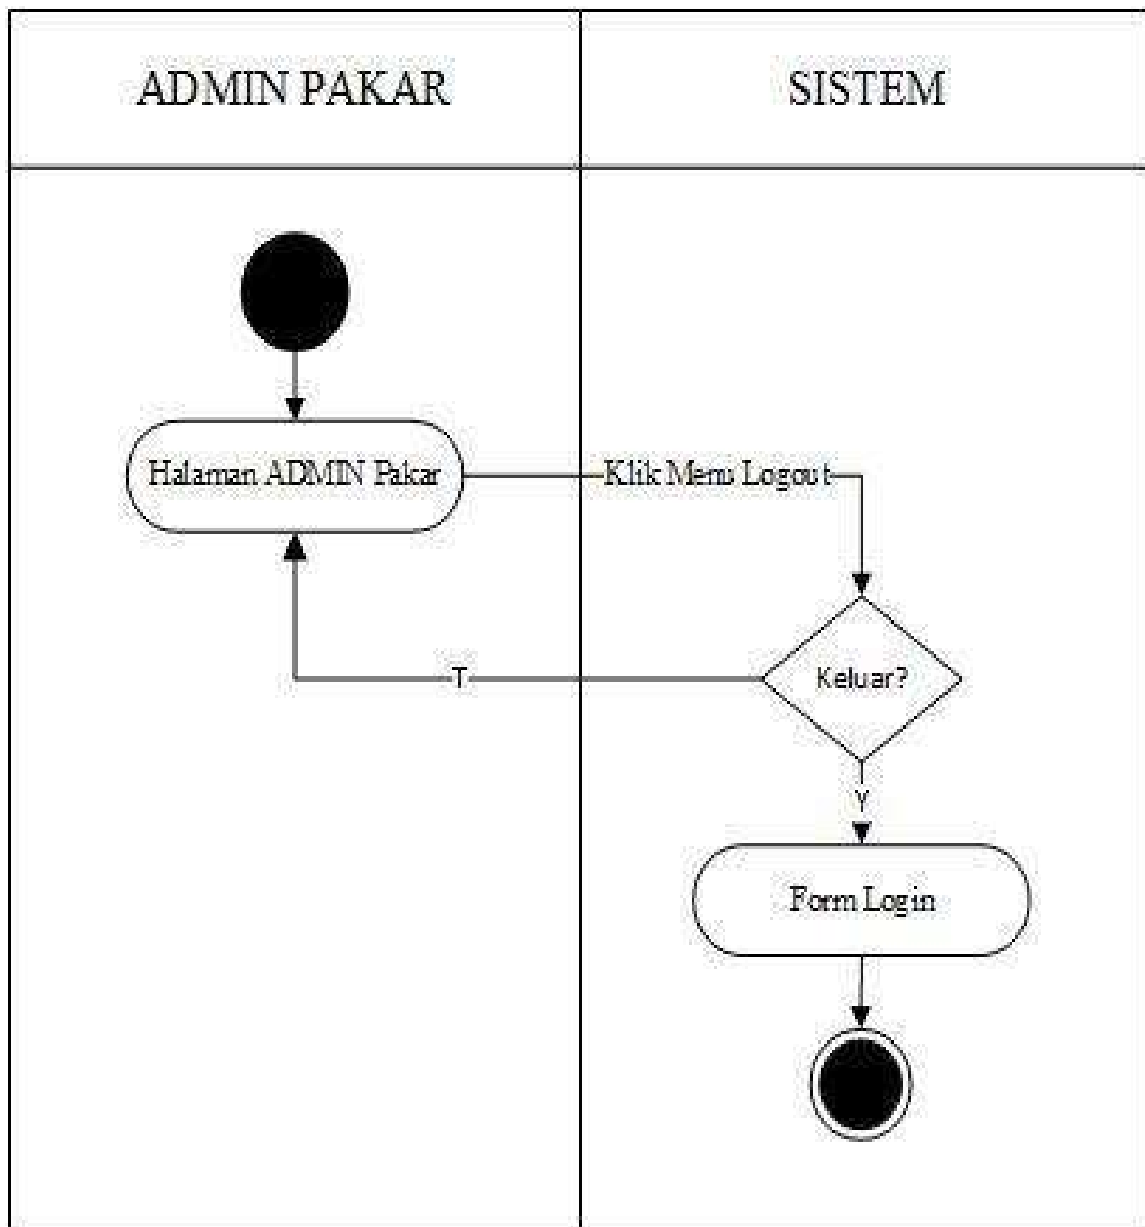 ADMIN PAKAR
SISTEM
Halaman ADMIN Pakar
Klik Menu Logout
Keluar?
T
Y
Form Login